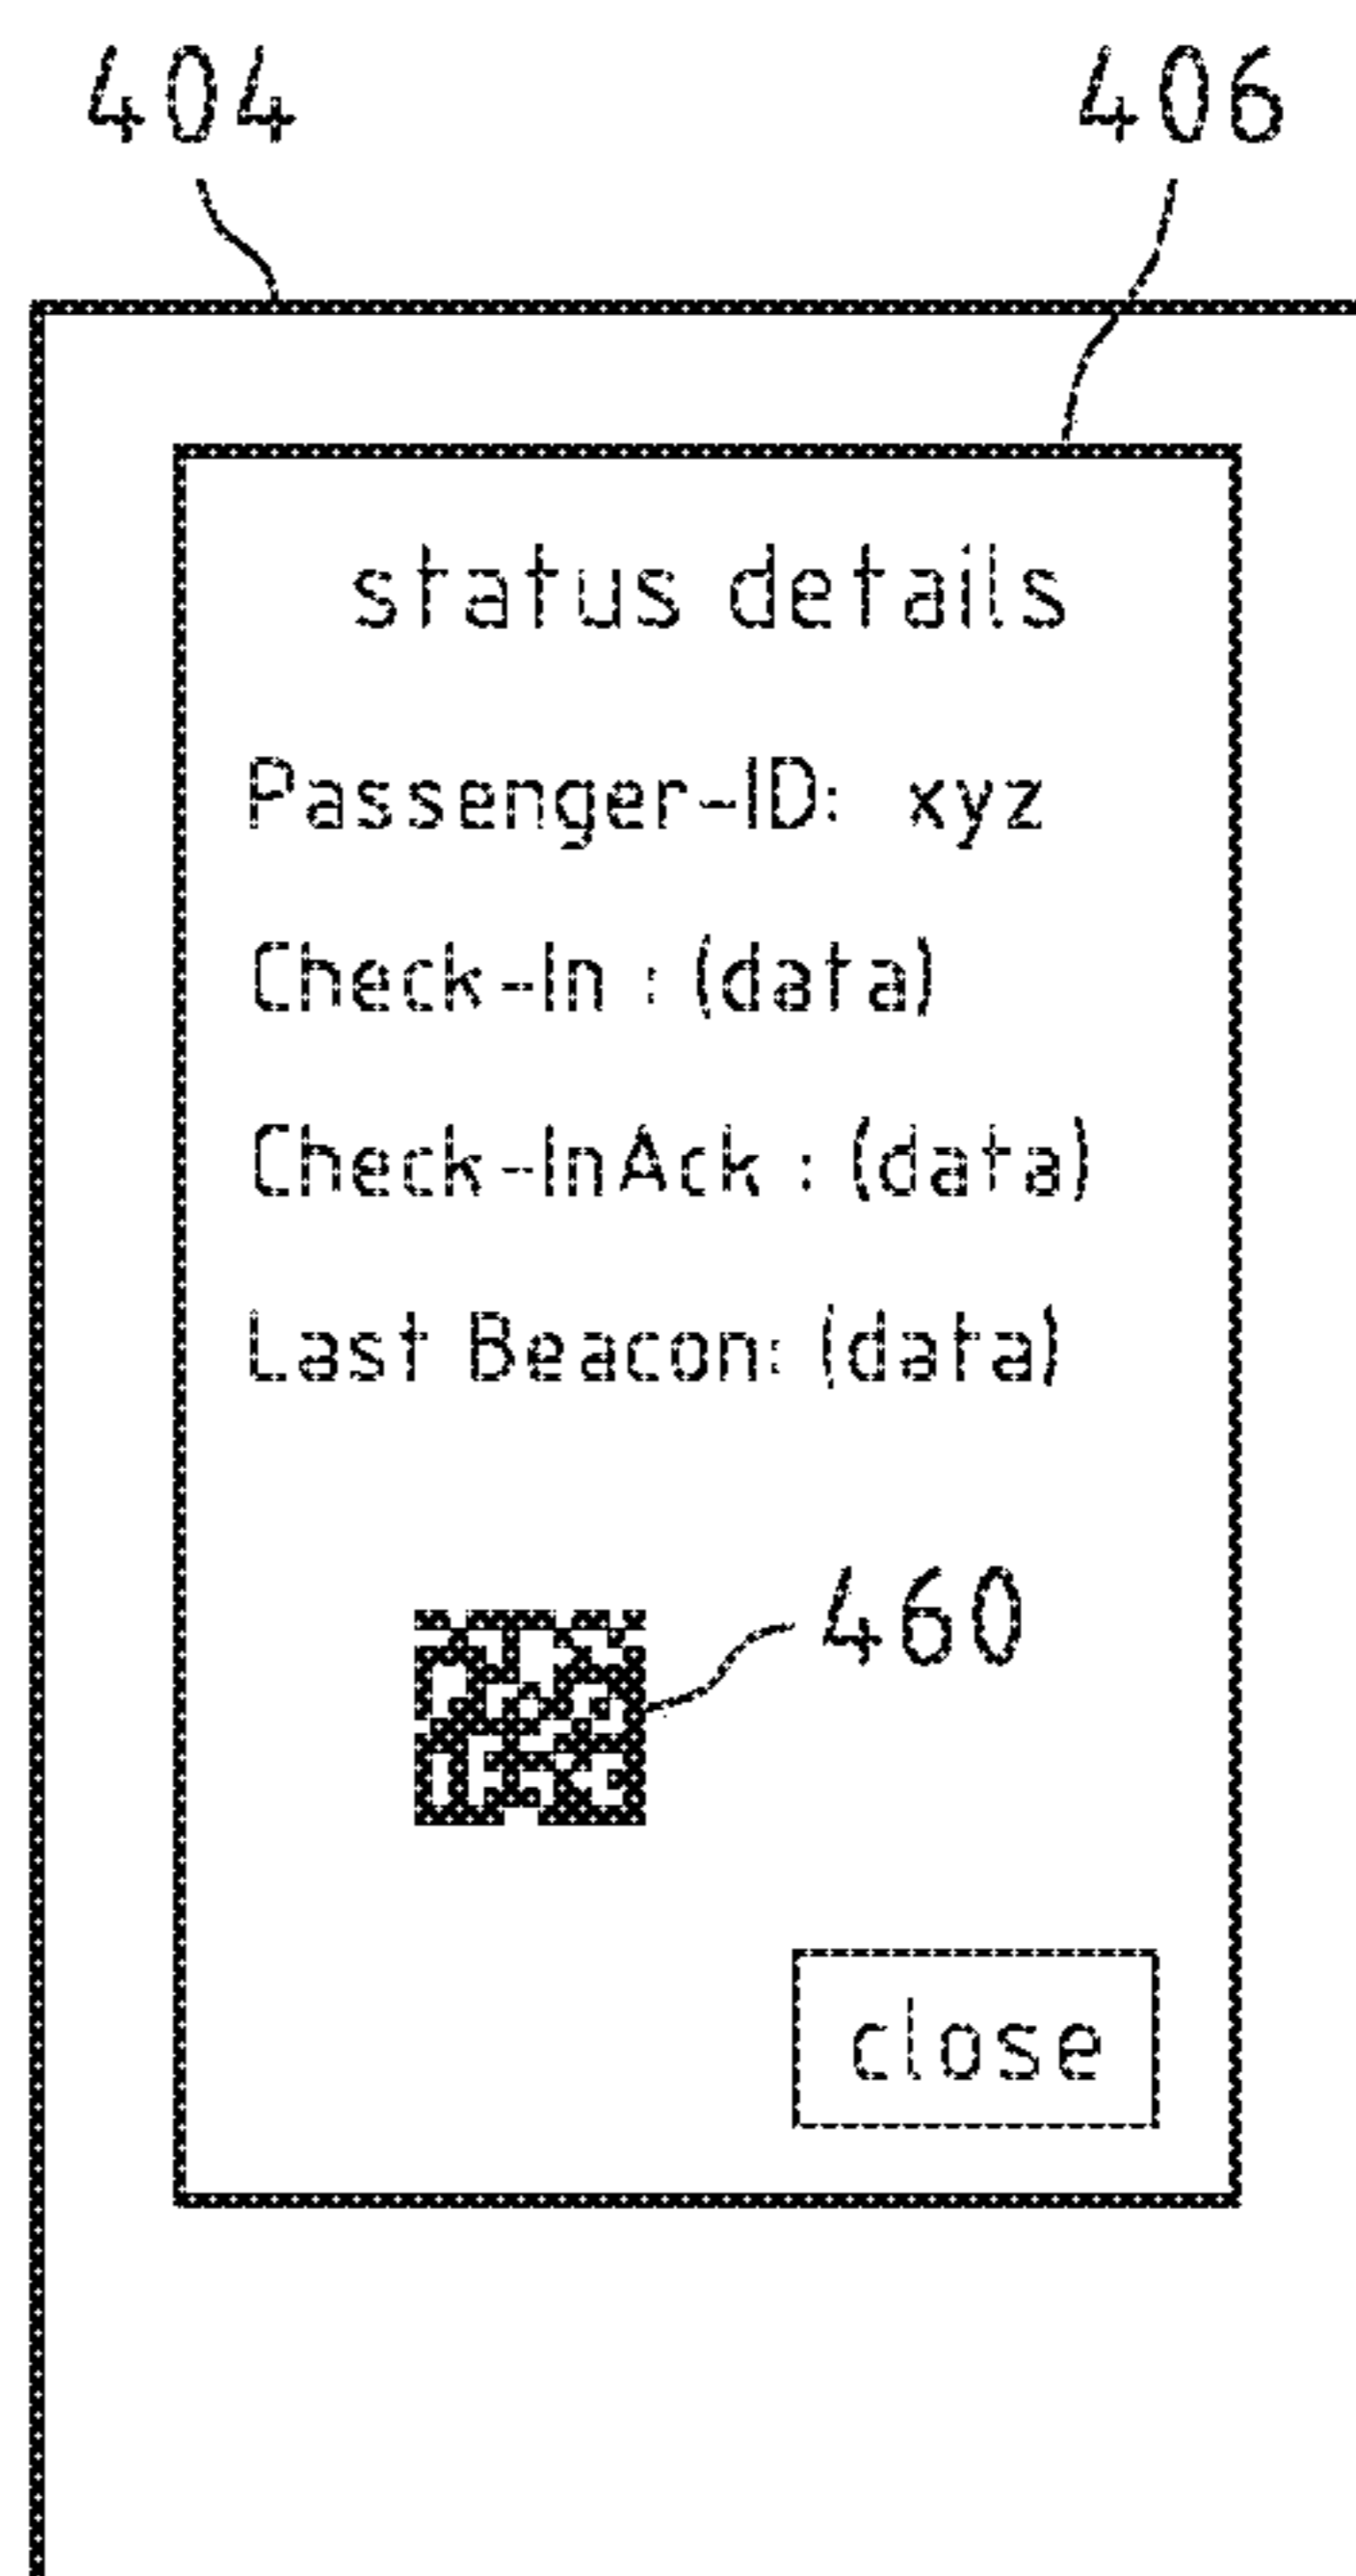 404 406
status details
Passenger-ID: xyz
Check-In : (data)
Check-InAck : (data)
Last Beacon: (data)
460
close